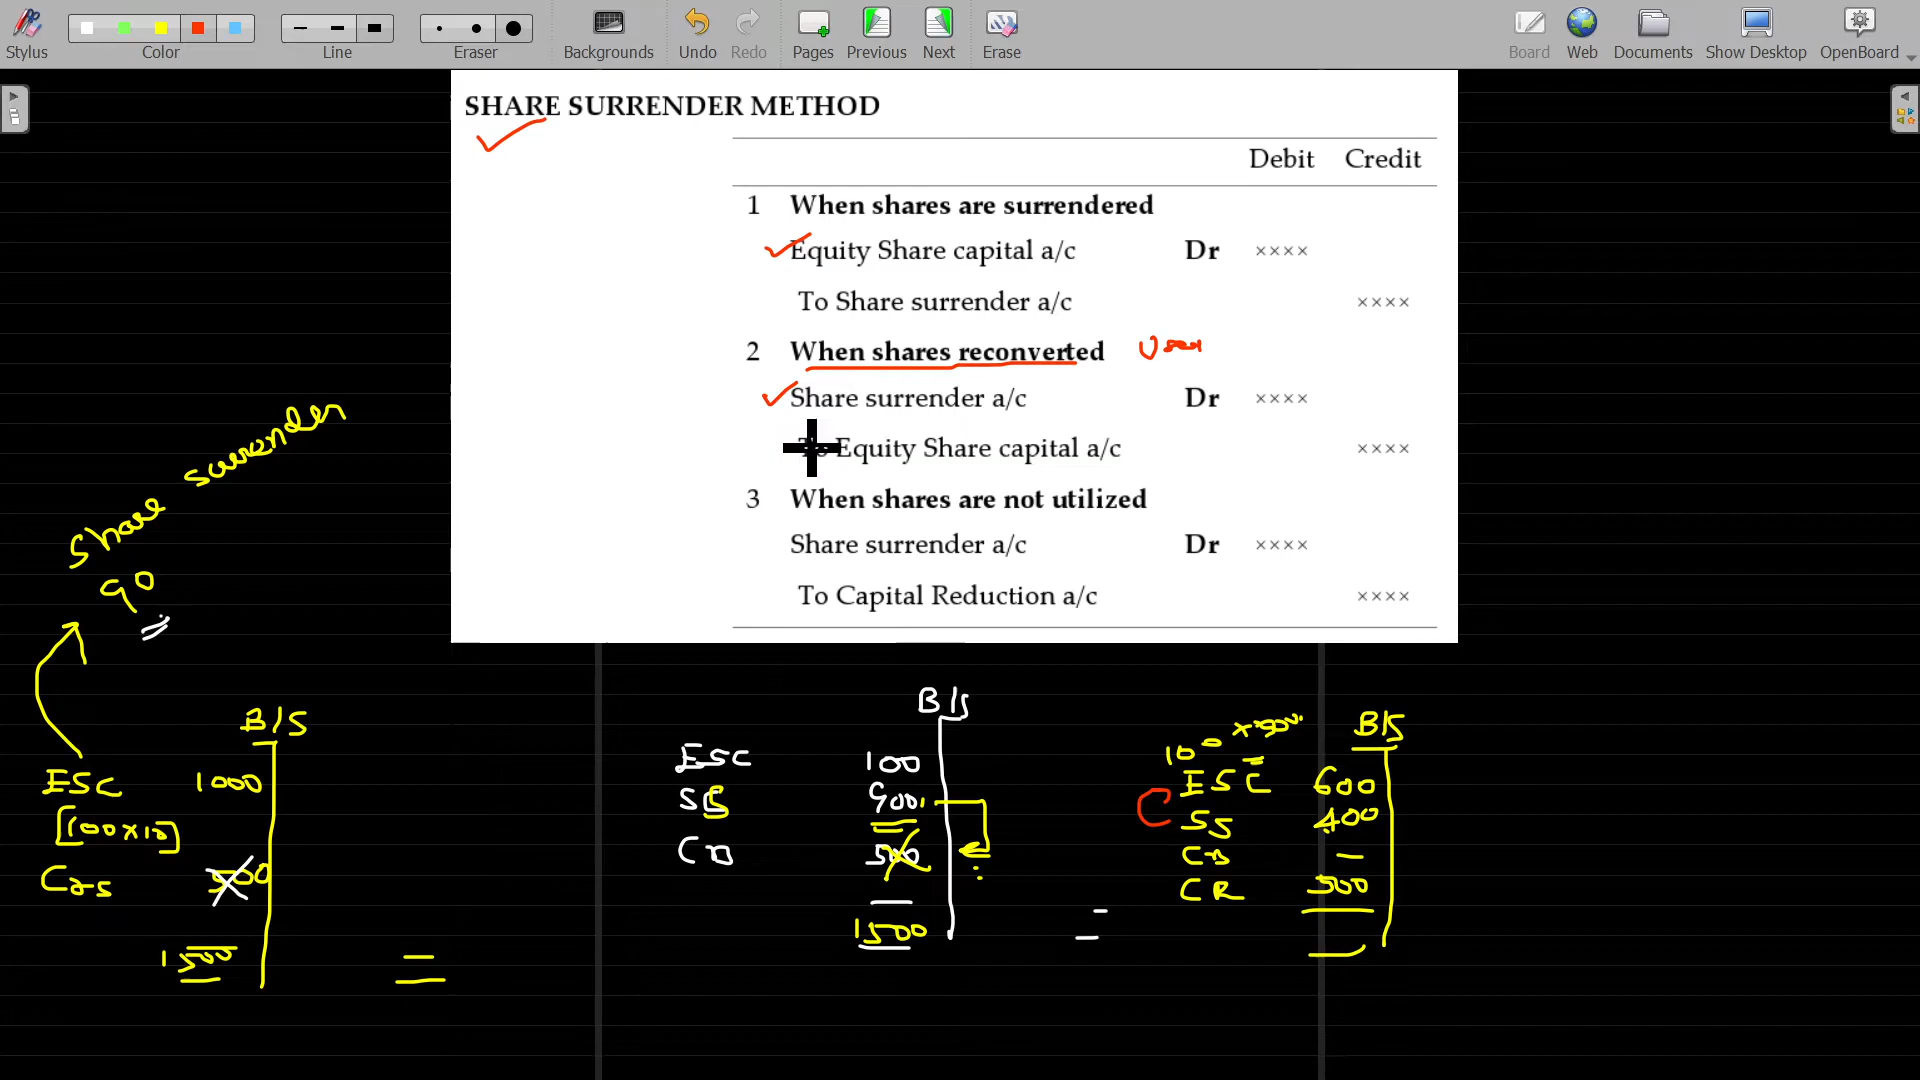 Stylus Color Line Eraser Backgrounds Undo Redo Pages Previous Next Erase Board Web Documents Show Desktop OpenBoard
SHARE SURRENDER METHOD
Debit Credit
1 When shares are surrendered
Equity Share capital a/c Dr ××××
To Share surrender a/c ××××
2 When shares reconverted
Share surrender a/c Dr ××××
To Equity Share capital a/c ××××
3 When shares are not utilized
Share surrender a/c Dr ××××
To Capital Reduction a/c ××××
Share surrender
90
B/S
ESC 1000
[100×10]
500
1500
B/S
ESC 100
900
500
1500
B/S
ESC 600
SS 400
CR 500